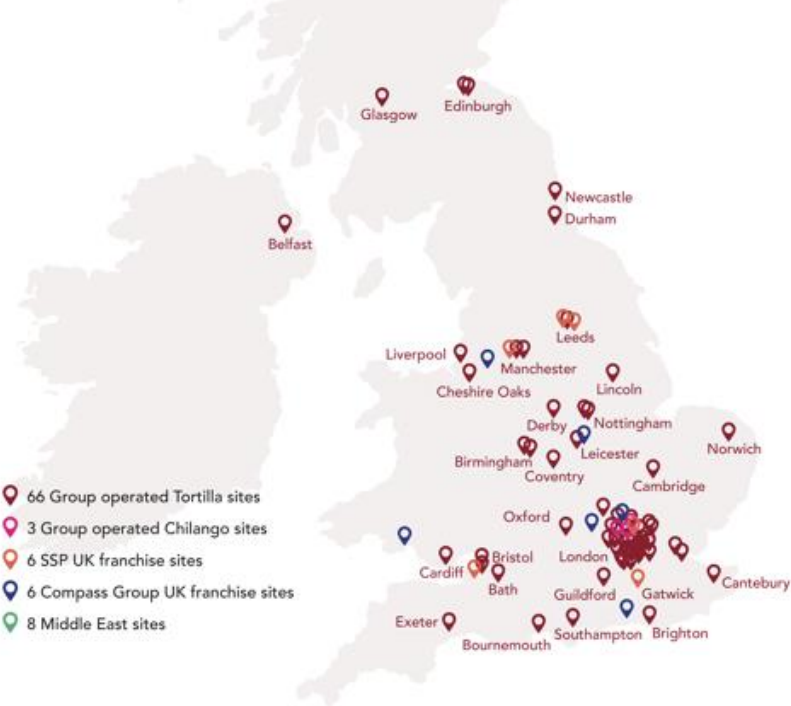 Glasgow
Edinburgh
Newcastle
Durham
Belfast
Leeds
Liverpool
Manchester
Cheshire Oaks
Lincoln
Derby
Nottingham
Norwich
Birmingham
Leicester
Coventry
Cambridge
66 Group operated Tortilla sites
3 Group operated Chilango sites
6 SSP UK franchise sites
6 Compass Group UK franchise sites
8 Middle East sites
Oxford
London
Bristol
Cardiff
Bath
Guildford
Gatwick
Cantebury
Exeter
Bournemouth
Southampton
Brighton